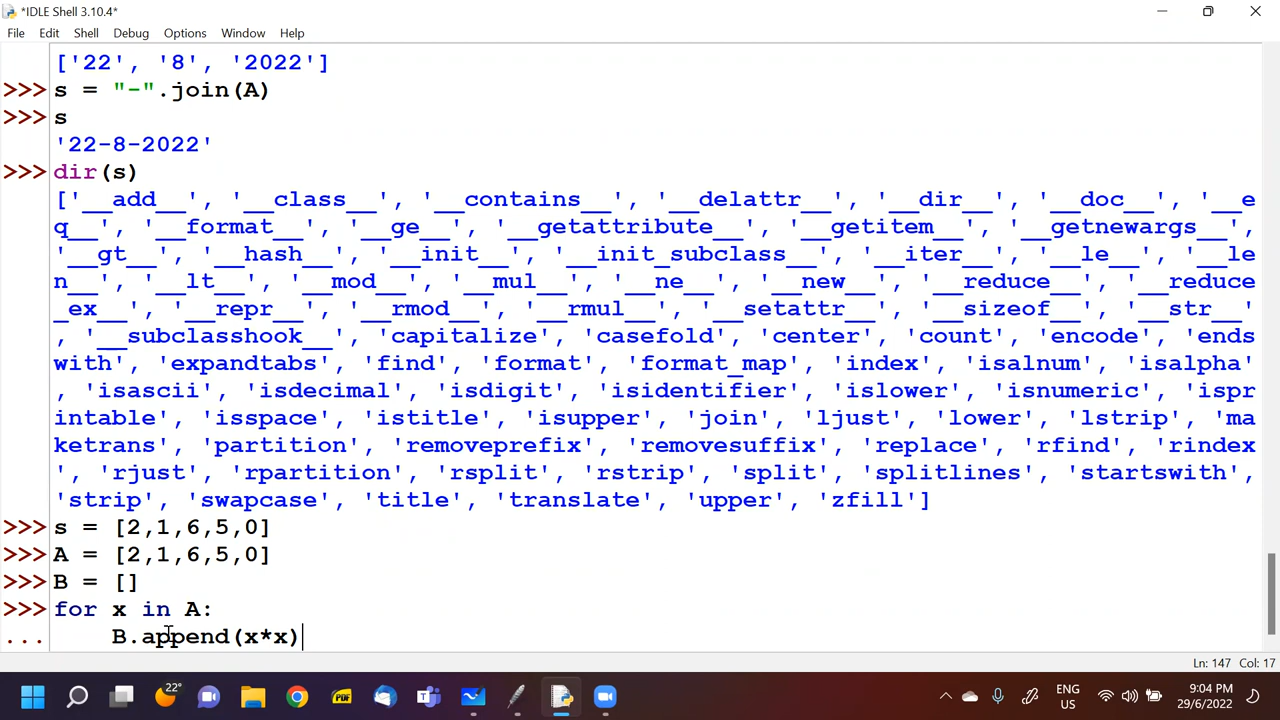 *IDLE Shell 3.10.4*
File Edit Shell Debug Options Window Help
['22', '8', '2022']
>>> s = "-".join(A)
>>> s
'22-8-2022'
>>> dir(s)
['__add__', '__class__', '__contains__', '__delattr__', '__dir__', '__doc__', '__e
q__', '__format__', '__ge__', '__getattribute__', '__getitem__', '__getnewargs__',
'__gt__', '__hash__', '__init__', '__init_subclass__', '__iter__', '__le__', '__le
n__', '__lt__', '__mod__', '__mul__', '__ne__', '__new__', '__reduce__', '__reduce
_ex__', '__repr__', '__rmod__', '__rmul__', '__setattr__', '__sizeof__', '__str__'
, '__subclasshook__', 'capitalize', 'casefold', 'center', 'count', 'encode', 'ends
with', 'expandtabs', 'find', 'format', 'format_map', 'index', 'isalnum', 'isalpha'
, 'isascii', 'isdecimal', 'isdigit', 'isidentifier', 'islower', 'isnumeric', 'ispr
intable', 'isspace', 'istitle', 'isupper', 'join', 'ljust', 'lower', 'lstrip', 'ma
ketrans', 'partition', 'removeprefix', 'removesuffix', 'replace', 'rfind', 'rindex
', 'rjust', 'rpartition', 'rsplit', 'rstrip', 'split', 'splitlines', 'startswith',
'strip', 'swapcase', 'title', 'translate', 'upper', 'zfill']
>>> s = [2,1,6,5,0]
>>> A = [2,1,6,5,0]
>>> B = []
>>> for x in A:
... B.append(x*x)
Ln: 147 Col: 17
22°
PDF
ENG
US
9:04 PM
29/6/2022